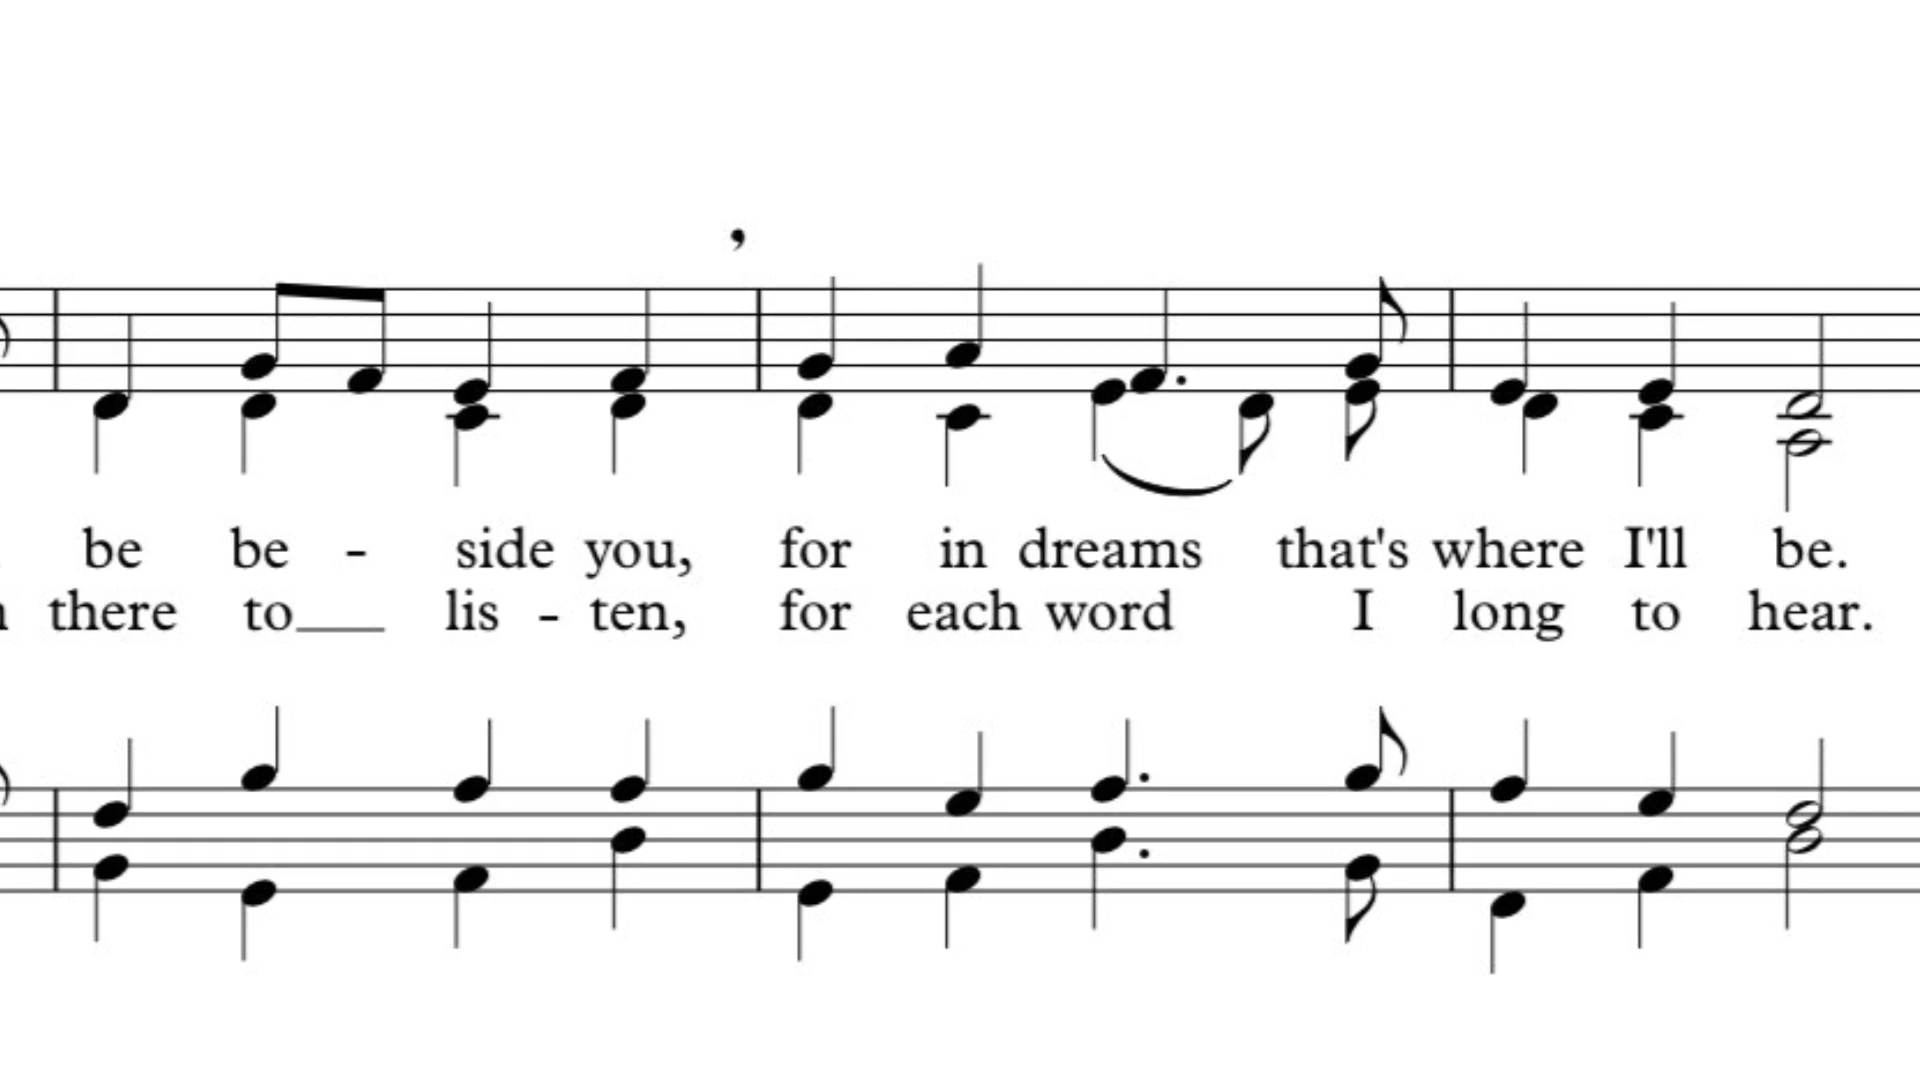 be be - side you, for in dreams that's where I'll be.
there to___ lis - ten, for each word I long to hear.